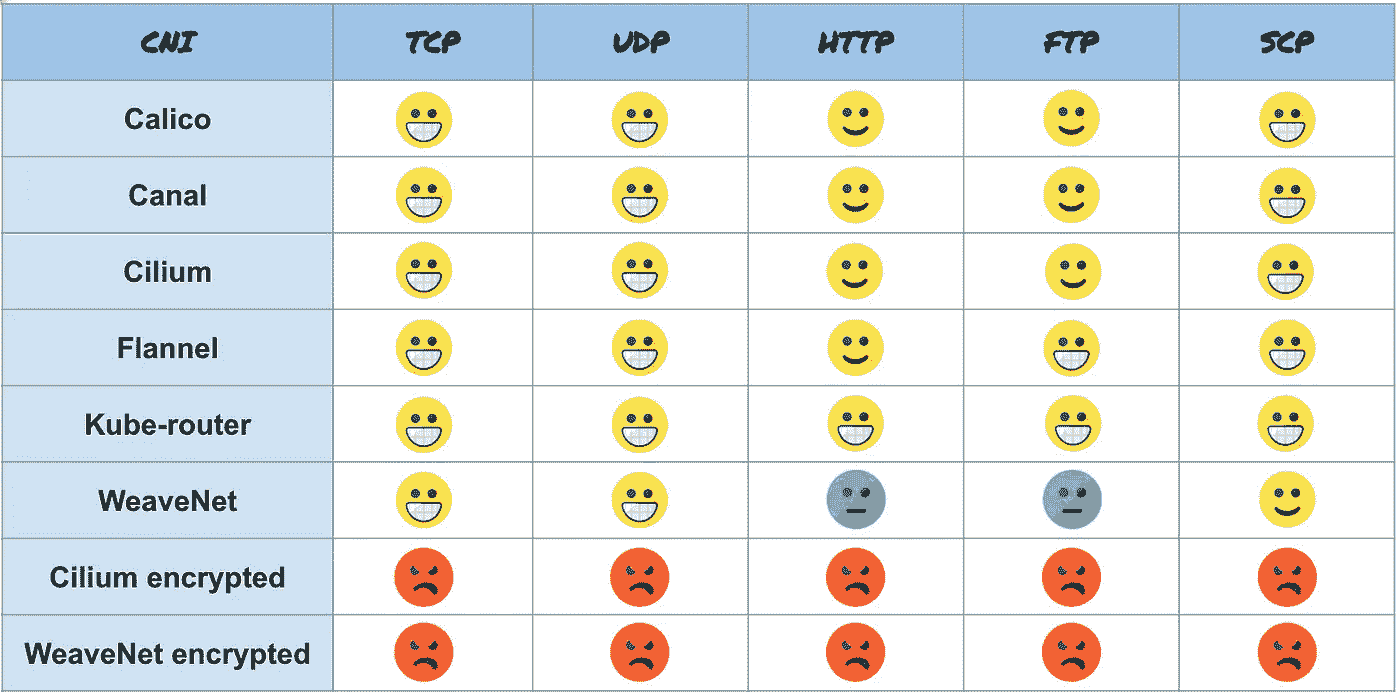 CNI TCP UDP HTTP FTP SCP
Calico
Canal
Cilium
Flannel
Kube-router
WeaveNet
Cilium encrypted
WeaveNet encrypted